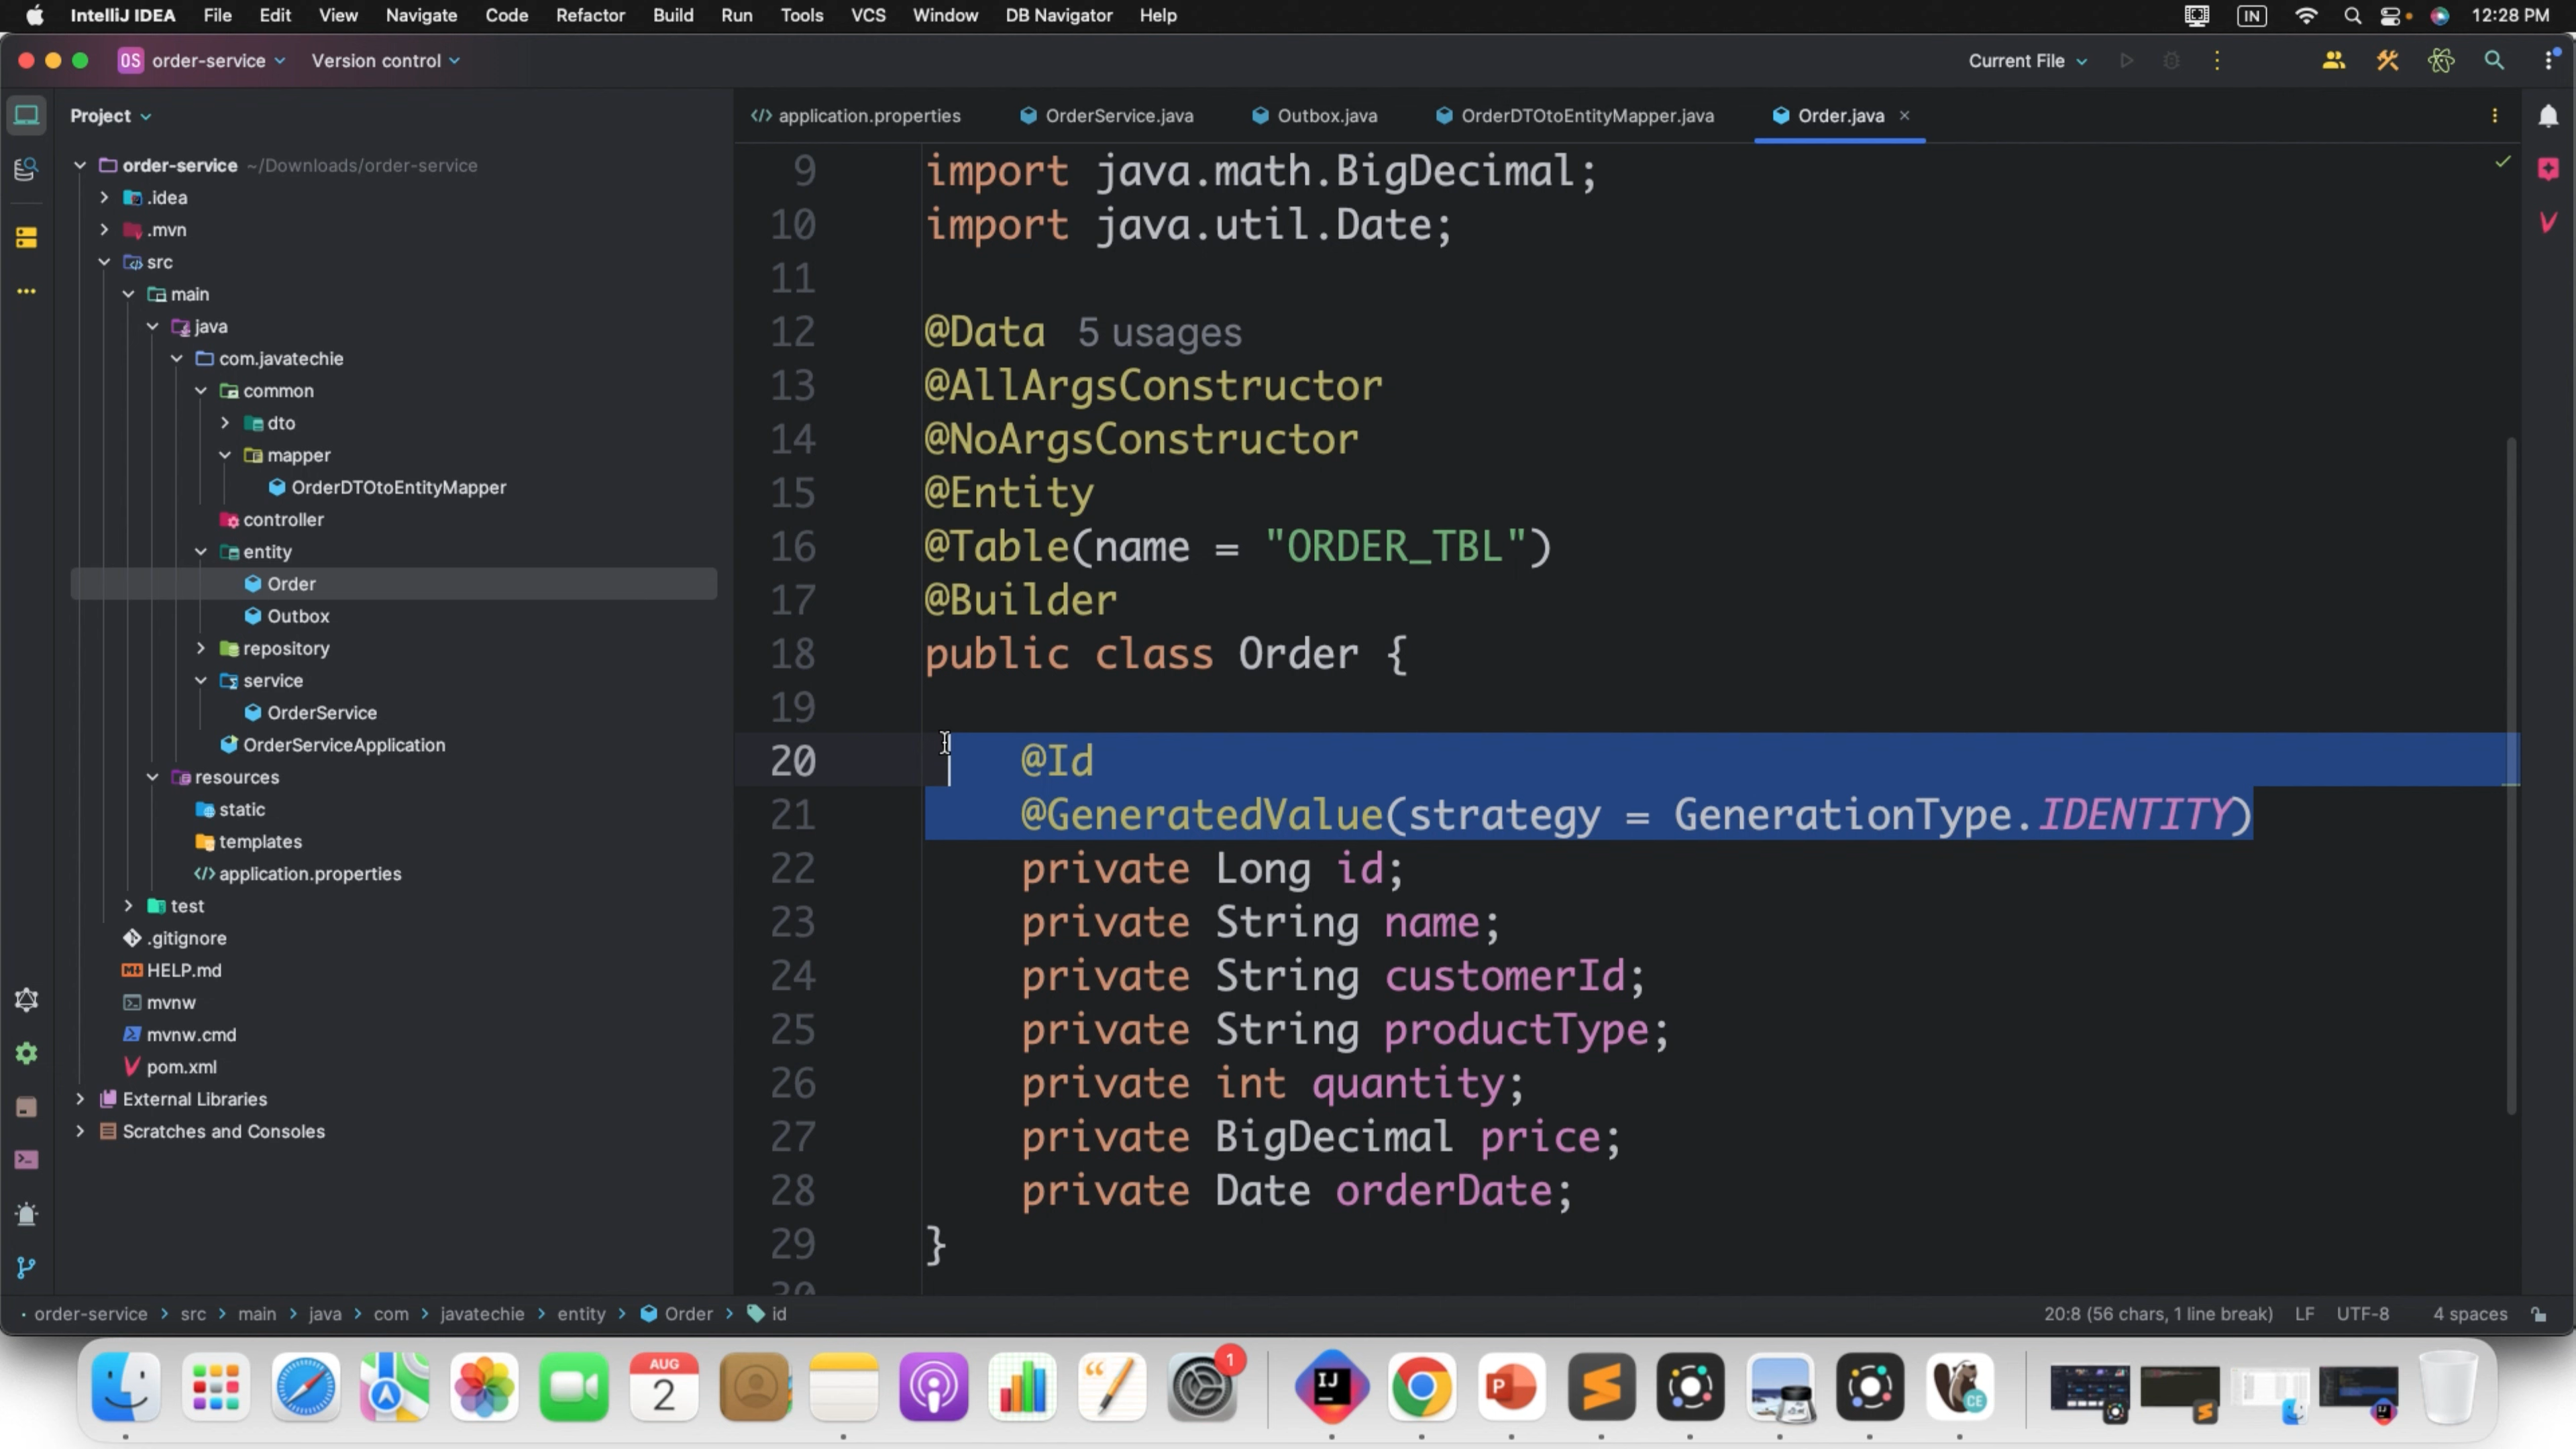 IntelliJ IDEA File Edit View Navigate Code Refactor Build Run Tools VCS Window DB Navigator Help IN 12:28 PM
OS order-service Version control Current File
Project
application.properties OrderService.java Outbox.java OrderDTOtoEntityMapper.java Order.java
order-service ~/Downloads/order-service
.idea
.mvn
src
main
java
com.javatechie
common
dto
mapper
OrderDTOtoEntityMapper
controller
entity
Order
Outbox
repository
service
OrderService
OrderServiceApplication
resources
static
templates
application.properties
test
.gitignore
HELP.md
mvnw
mvnw.cmd
pom.xml
External Libraries
Scratches and Consoles
9 import java.math.BigDecimal;
10 import java.util.Date;
11
12 @Data 5 usages
13 @AllArgsConstructor
14 @NoArgsConstructor
15 @Entity
16 @Table(name = "ORDER_TBL")
17 @Builder
18 public class Order {
19
20 @Id
21 @GeneratedValue(strategy = GenerationType.IDENTITY)
22 private Long id;
23 private String name;
24 private String customerId;
25 private String productType;
26 private int quantity;
27 private BigDecimal price;
28 private Date orderDate;
29 }
30
order-service > src > main > java > com > javatechie > entity > Order > id 20:8 (56 chars, 1 line break) LF UTF-8 4 spaces
AUG
2
1
IJ
P
CE